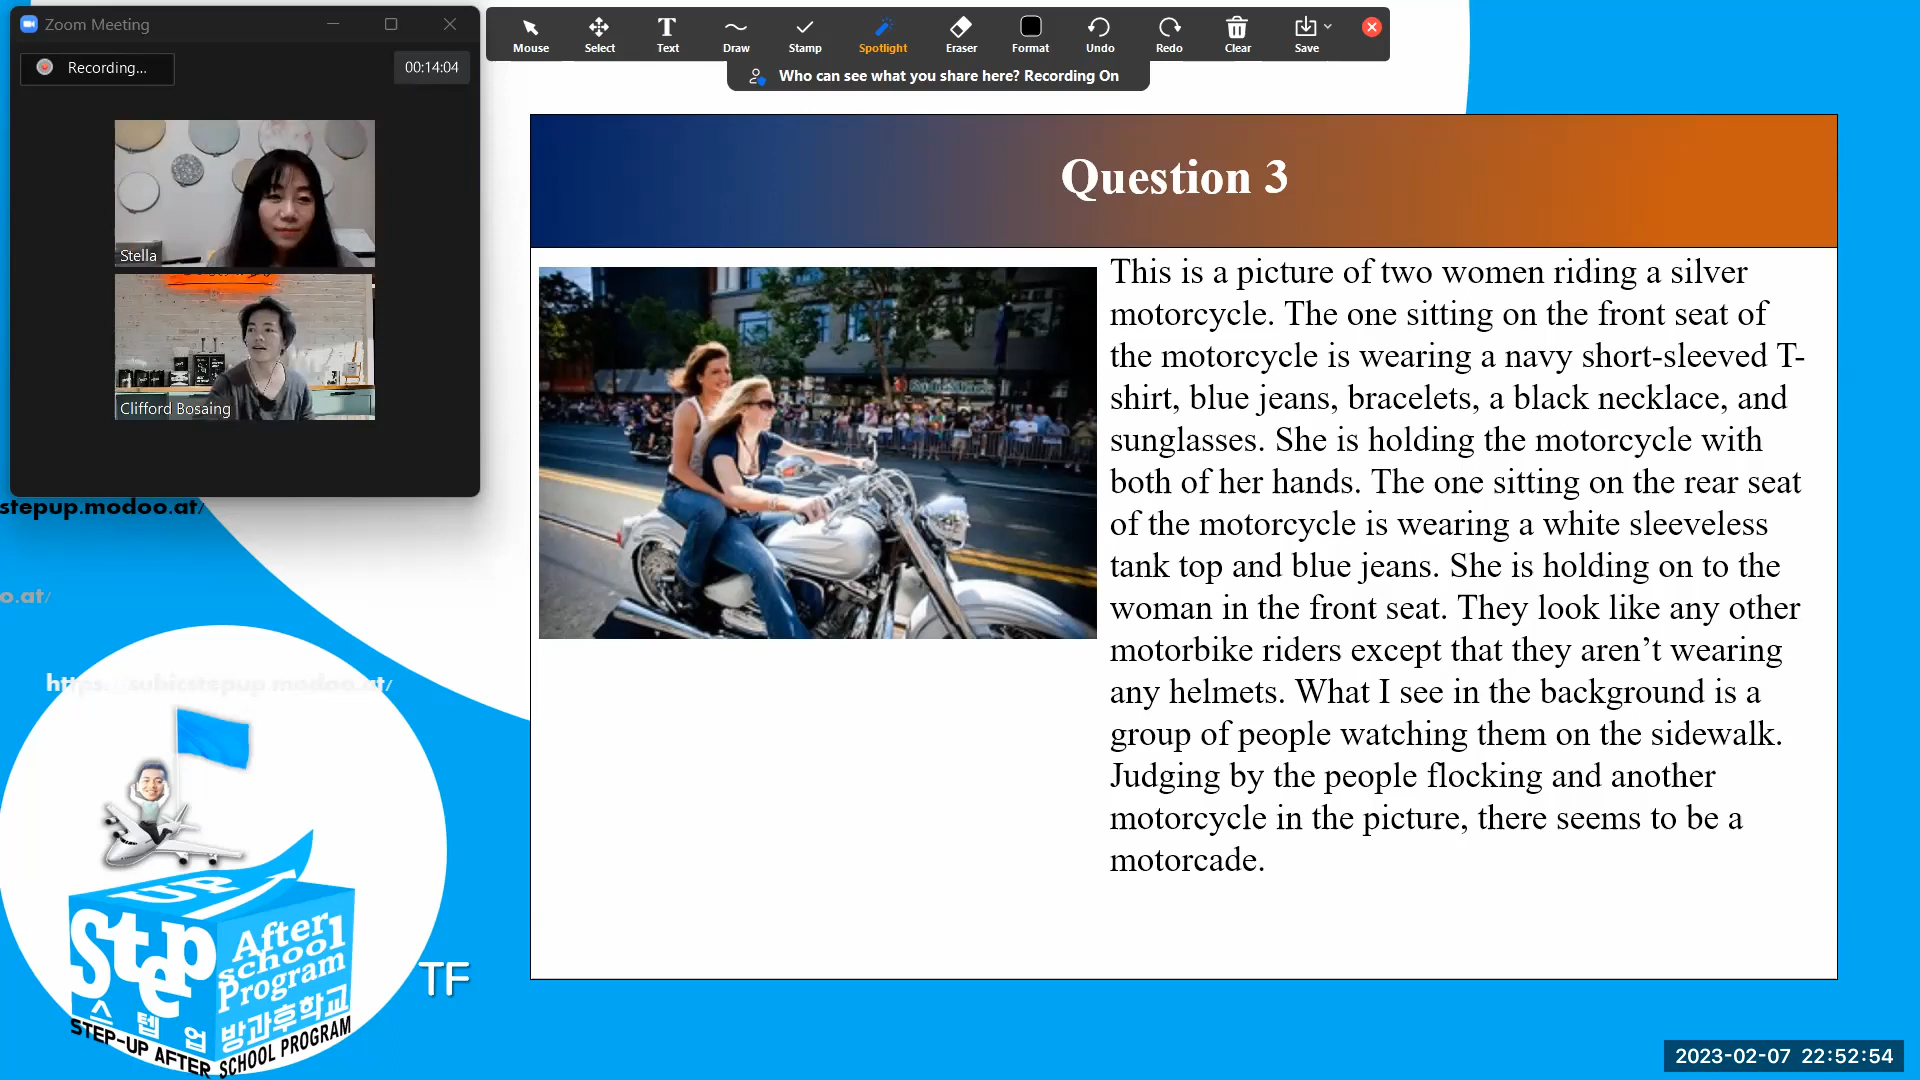 Zoom Meeting
Recording...
00:14:04
Stella
Clifford Bosaing
Mouse
Select
Text
Draw
Stamp
Spotlight
Eraser
Format
Undo
Redo
Clear
Save
Who can see what you share here? Recording On
Question 3
This is a picture of two women riding a silver
motorcycle. The one sitting on the front seat of
the motorcycle is wearing a navy short-sleeved T-
shirt, blue jeans, bracelets, a black necklace, and
sunglasses. She is holding the motorcycle with
both of her hands. The one sitting on the rear seat
of the motorcycle is wearing a white sleeveless
tank top and blue jeans. She is holding on to the
woman in the front seat. They look like any other
motorbike riders except that they aren’t wearing
any helmets. What I see in the background is a
group of people watching them on the sidewalk.
Judging by the people flocking and another
motorcycle in the picture, there seems to be a
motorcade.
stepup.modoo.at/
o.at/
https://subicstepup.modoo.at/
UP
Step
After
school
Program
스텝업
방과후학교
STEP-UP AFTER SCHOOL PROGRAM
TF
2023-02-07 22:52:54